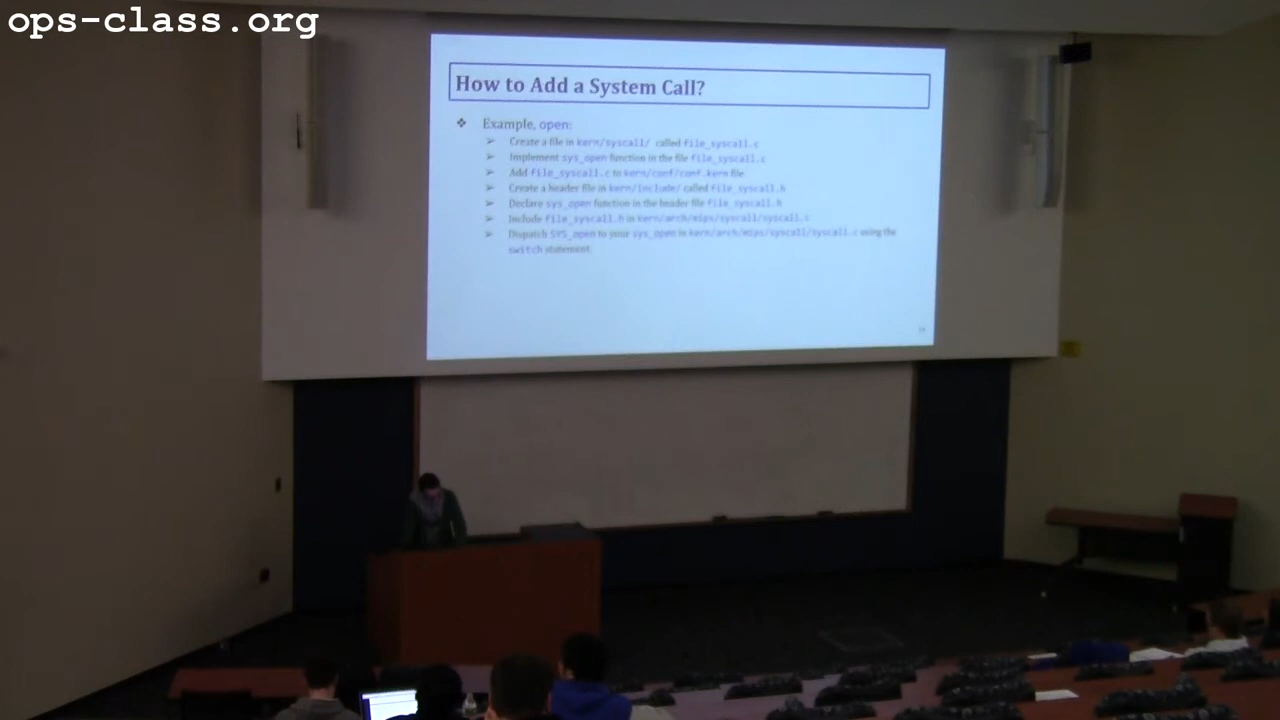 ops-class.org
How to Add a System Call?
❖ Example, open:
➢ Create a file in kern/syscall/ called file_syscall.c
➢ Implement sys_open function in the file file_syscall.c
➢ Add file_syscall.c to kern/conf/conf.kern file
➢ Create a header file in kern/include/ called file_syscall.h
➢ Declare sys_open function in the header file file_syscall.h
➢ Include file_syscall.h in kern/arch/mips/syscall/syscall.c
➢ Dispatch SYS_open to your sys_open in kern/arch/mips/syscall/syscall.c using the
switch statement.